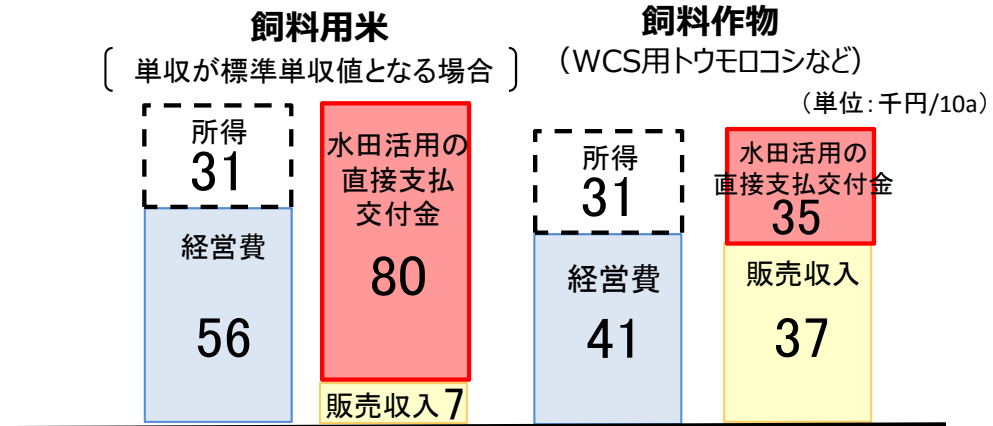 飼料用米
単収が標準単収値となる場合
飼料作物
（WCS用トウモロコシなど）
（単位：千円/10a）
所得
31
経営費
56
水田活用の
直接支払
交付金
80
販売収入7
所得
31
経営費
41
水田活用の
直接支払交付金
35
販売収入
37